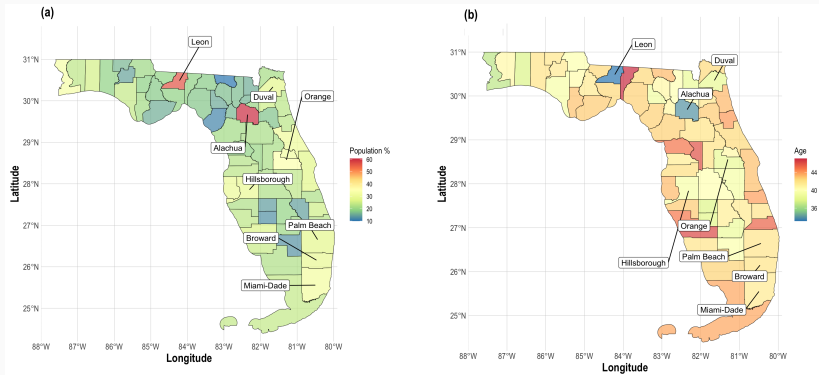 (a)
Leon
Duval
Orange
Alachua
Hillsborough
Palm Beach
Broward
Miami-Dade
31°N
30°N
29°N
28°N
27°N
26°N
25°N
88°W 87°W 86°W 85°W 84°W 83°W 82°W 81°W 80°W
Latitude
Longitude
Population %
60
50
40
30
20
10
(b)
Leon
Duval
Alachua
Orange
Palm Beach
Hillsborough
Broward
Miami-Dade
31°N
30°N
29°N
28°N
27°N
26°N
25°N
88°W 87°W 86°W 85°W 84°W 83°W 82°W 81°W 80°W
Latitude
Longitude
Age
44
40
36